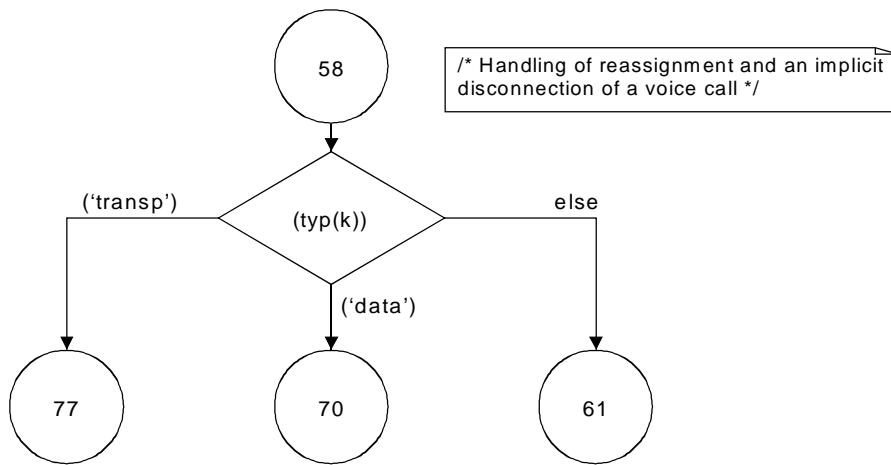 58
/* Handling of reassignment and an implicit
disconnection of a voice call */
(‘transp’)
(typ(k))
else
(‘data’)
77
70
61